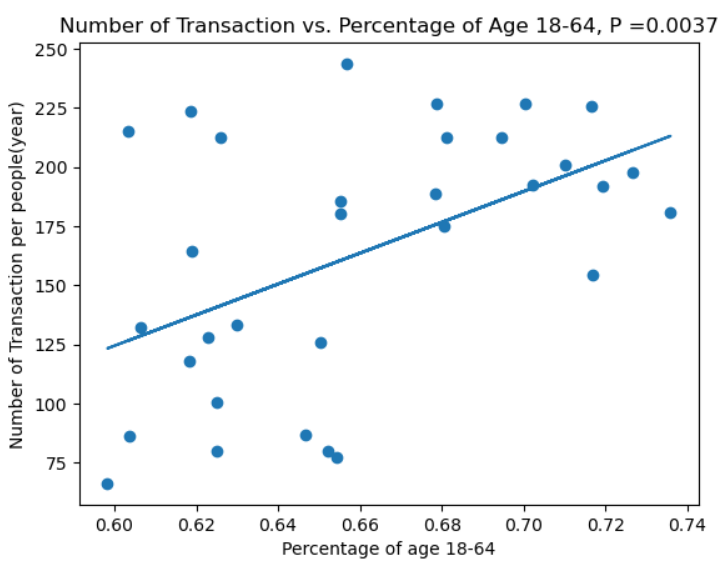 Number of Transaction vs. Percentage of Age 18-64, P =0.0037
250
225
200
175
150
125
100
75
Number of Transaction per people(year)
0.60 0.62 0.64 0.66 0.68 0.70 0.72 0.74
Percentage of age 18-64